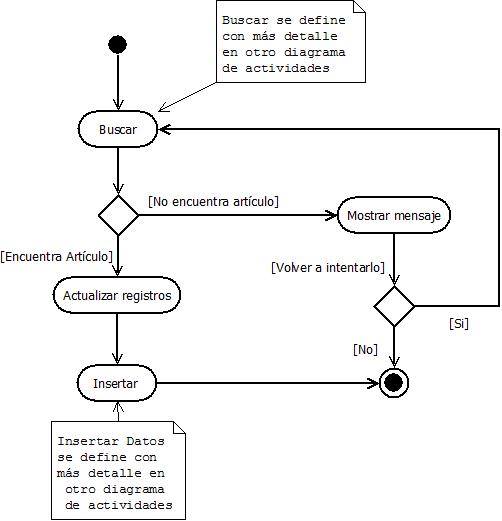 Buscar se define
con más detalle
en otro diagrama
de actividades
Buscar
[No encuentra artículo]
Mostrar mensaje
[Encuentra Artículo]
[Volver a intentarlo]
Actualizar registros
[Si]
[No]
Insertar
Insertar Datos
se define con
más detalle en
otro diagrama
de actividades